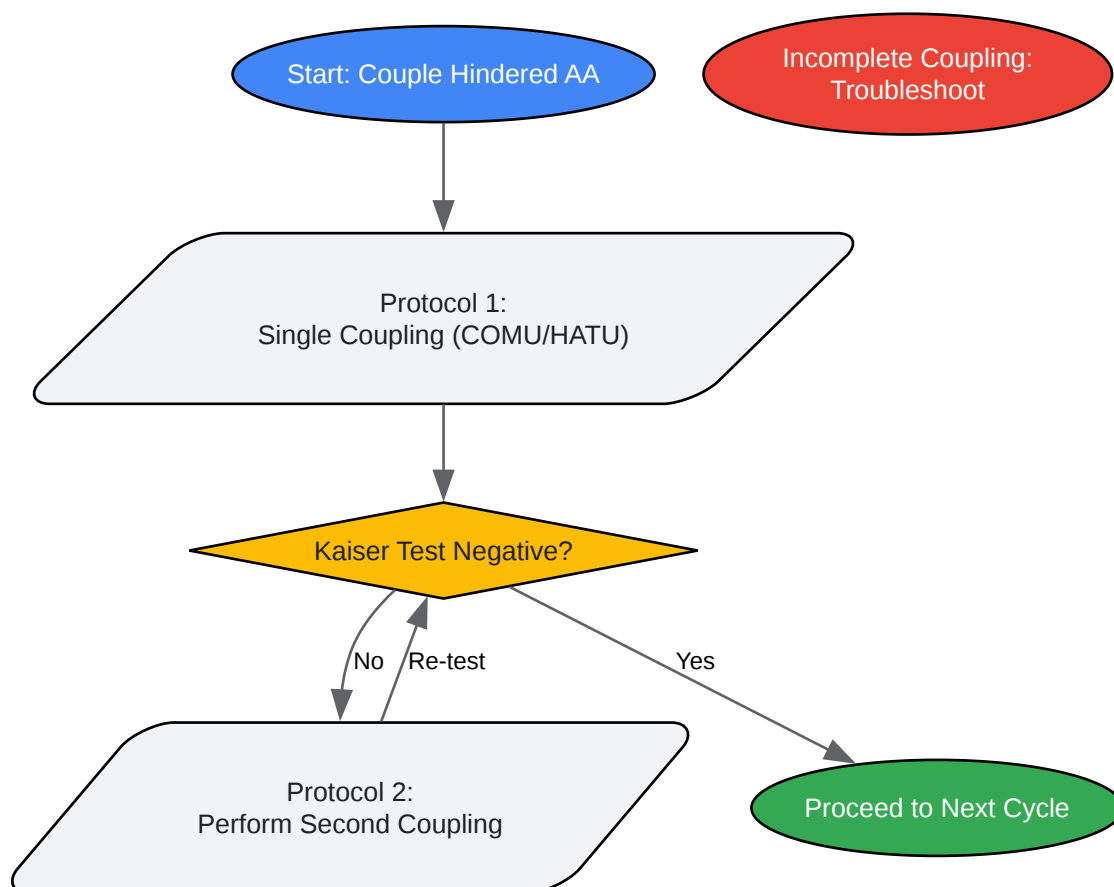 Start: Couple Hindered AA
Incomplete Coupling:
Troubleshoot
Protocol 1:
Single Coupling (COMU/HATU)
Kaiser Test Negative?
No
Re-test
Yes
Protocol 2:
Perform Second Coupling
Proceed to Next Cycle